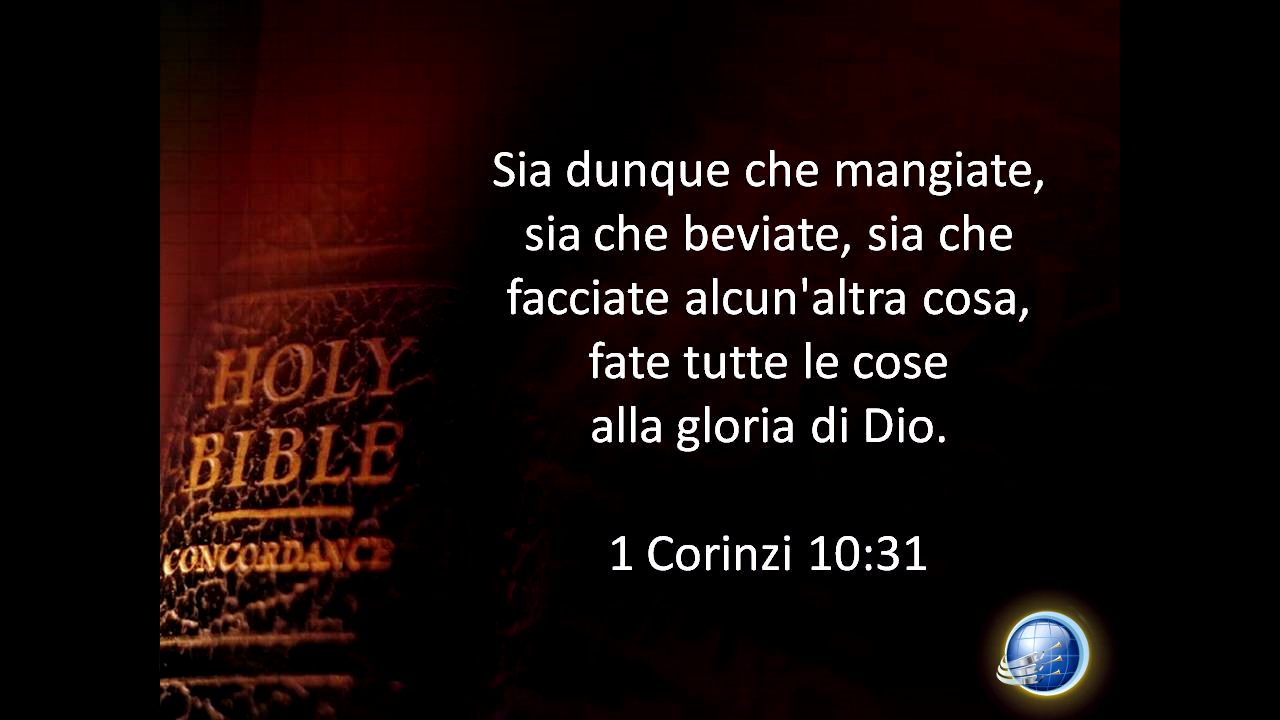 Sia dunque che mangiate,
sia che beviate, sia che
facciate alcun'altra cosa,
fate tutte le cose
alla gloria di Dio.
1 Corinzi 10:31
HOLY
BIBLE
CONCORDANCE